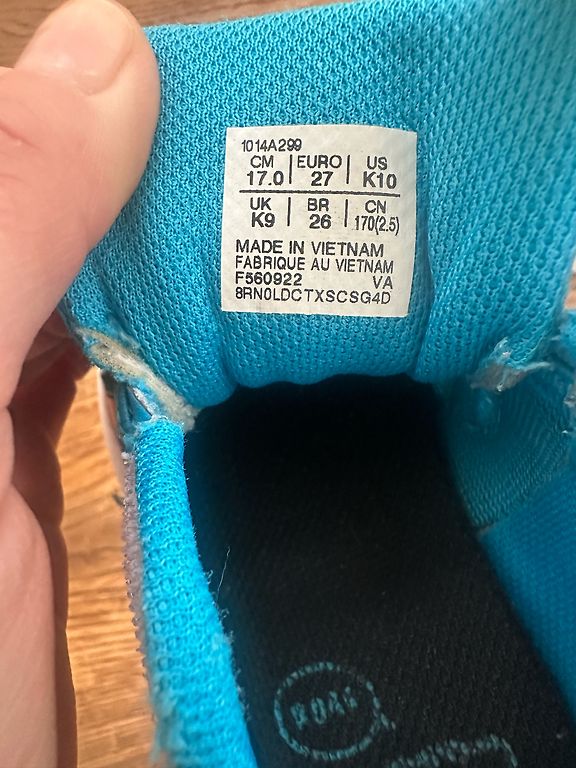 1014A299
CM | EURO | US
17.0 | 27 | K10
UK | BR | CN
K9 | 26 | 170(2.5)
MADE IN VIETNAM
FABRIQUE AU VIETNAM
F560922 VA
8RN0LDCTXSCSG4D